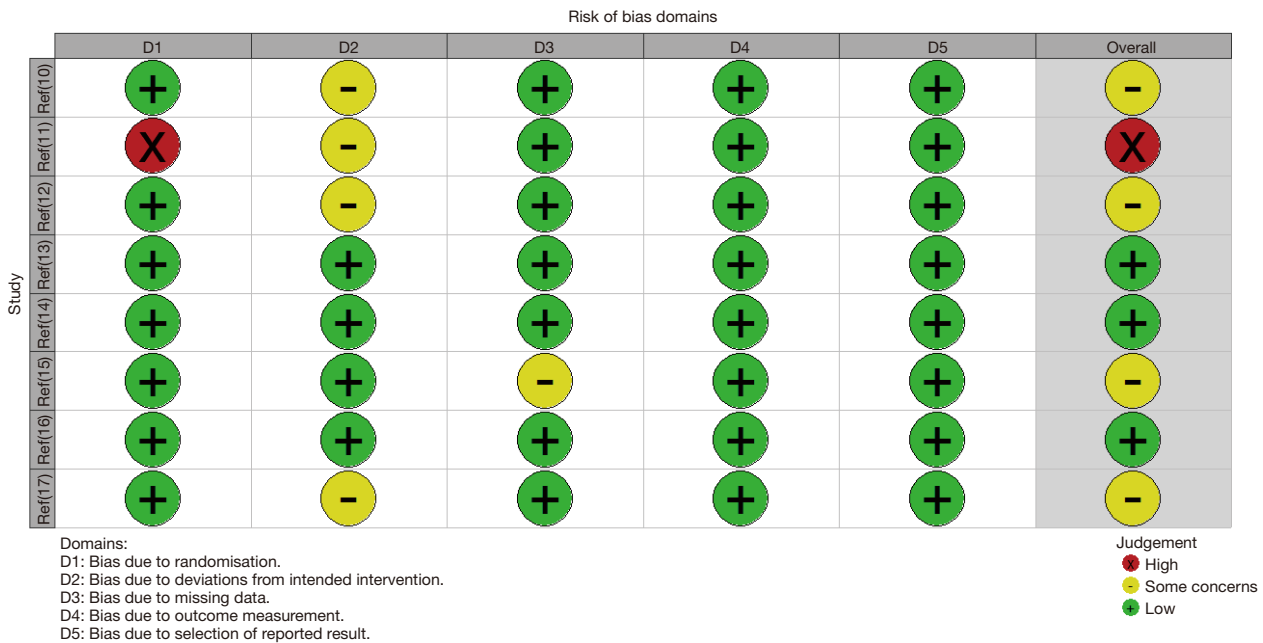 Risk of bias domains
D1 D2 D3 D4 D5 Overall
Study
Ref(10) + - + + + -
Ref(11) X - + + + X
Ref(12) + - + + + -
Ref(13) + + + + + +
Ref(14) + + + + + +
Ref(15) + + - + + -
Ref(16) + + + + + +
Ref(17) + - + + + -
Domains:
D1: Bias due to randomisation.
D2: Bias due to deviations from intended intervention.
D3: Bias due to missing data.
D4: Bias due to outcome measurement.
D5: Bias due to selection of reported result.
Judgement
X High
- Some concerns
+ Low